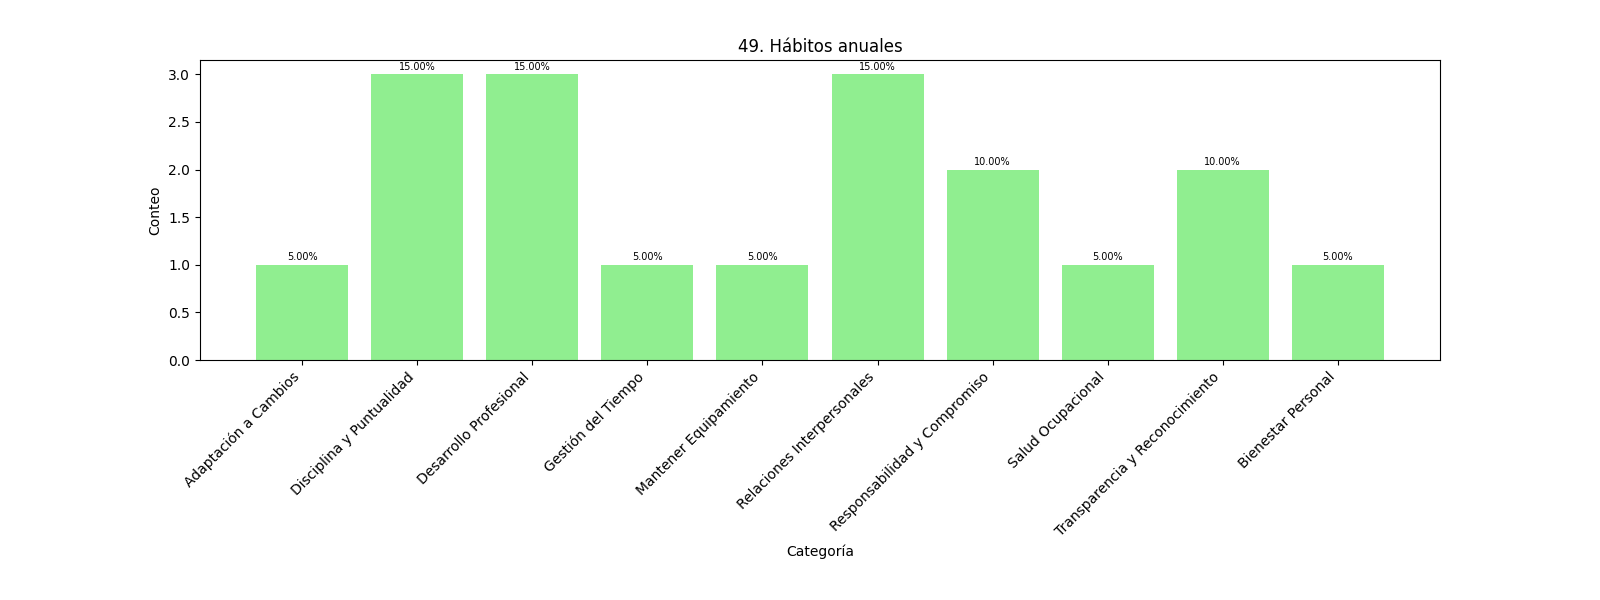 49. Hábitos anuales
Conteo
3.0
2.5
2.0
1.5
1.0
0.5
0.0
5.00%
15.00%
15.00%
5.00%
5.00%
15.00%
10.00%
5.00%
10.00%
5.00%
Adaptación a Cambios
Disciplina y Puntualidad
Desarrollo Profesional
Gestión del Tiempo
Mantener Equipamiento
Relaciones Interpersonales
Responsabilidad y Compromiso
Salud Ocupacional
Transparencia y Reconocimiento
Bienestar Personal
Categoría